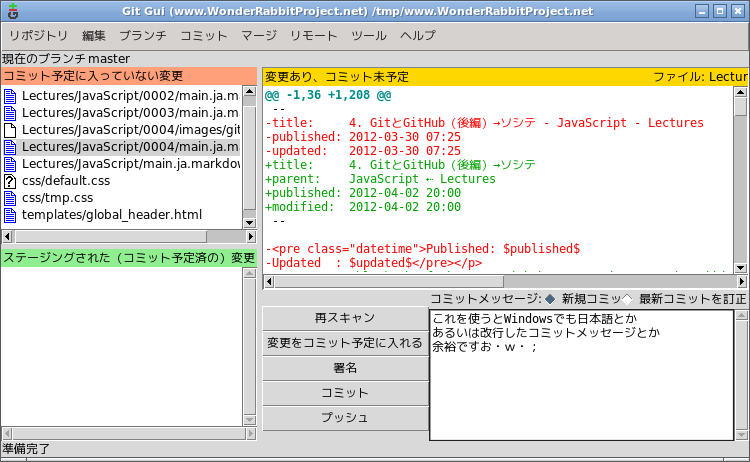 Git Gui (www.WonderRabbitProject.net) /tmp/www.WonderRabbitProject.net
リポジトリ 編集 ブランチ コミット マージ リモート ツール ヘルプ
現在のブランチ master
コミット予定に入っていない変更
Lectures/JavaScript/0002/main.ja.m
Lectures/JavaScript/0003/main.ja.m
Lectures/JavaScript/0004/images/git
Lectures/JavaScript/0004/main.ja.m
Lectures/JavaScript/main.ja.markdow
css/default.css
css/tmp.css
templates/global_header.html
ステージングされた（コミット予定済の）変更
変更あり、コミット未予定 ファイル: Lectur
@@ -1,36 +1,208 @@
--
-title: 4. GitとGitHub（後編）→ソシテ - JavaScript - Lectures
-published: 2012-03-30 07:25
-updated: 2012-03-30 07:25
+title: 4. GitとGitHub（後編）→ソシテ
+parent: JavaScript ← Lectures
+published: 2012-04-02 20:00
+modified: 2012-04-02 20:00
--
-<pre class="datetime">Published: $published$
-Updated  : $updated$</pre></p>
再スキャン
変更をコミット予定に入れる
署名
コミット
プッシュ
コミットメッセージ: 新規コミッ 最新コミットを訂正
これを使うとWindowsでも日本語とか
あるいは改行したコミットメッセージとか
余裕ですお・ｗ・；
準備完了